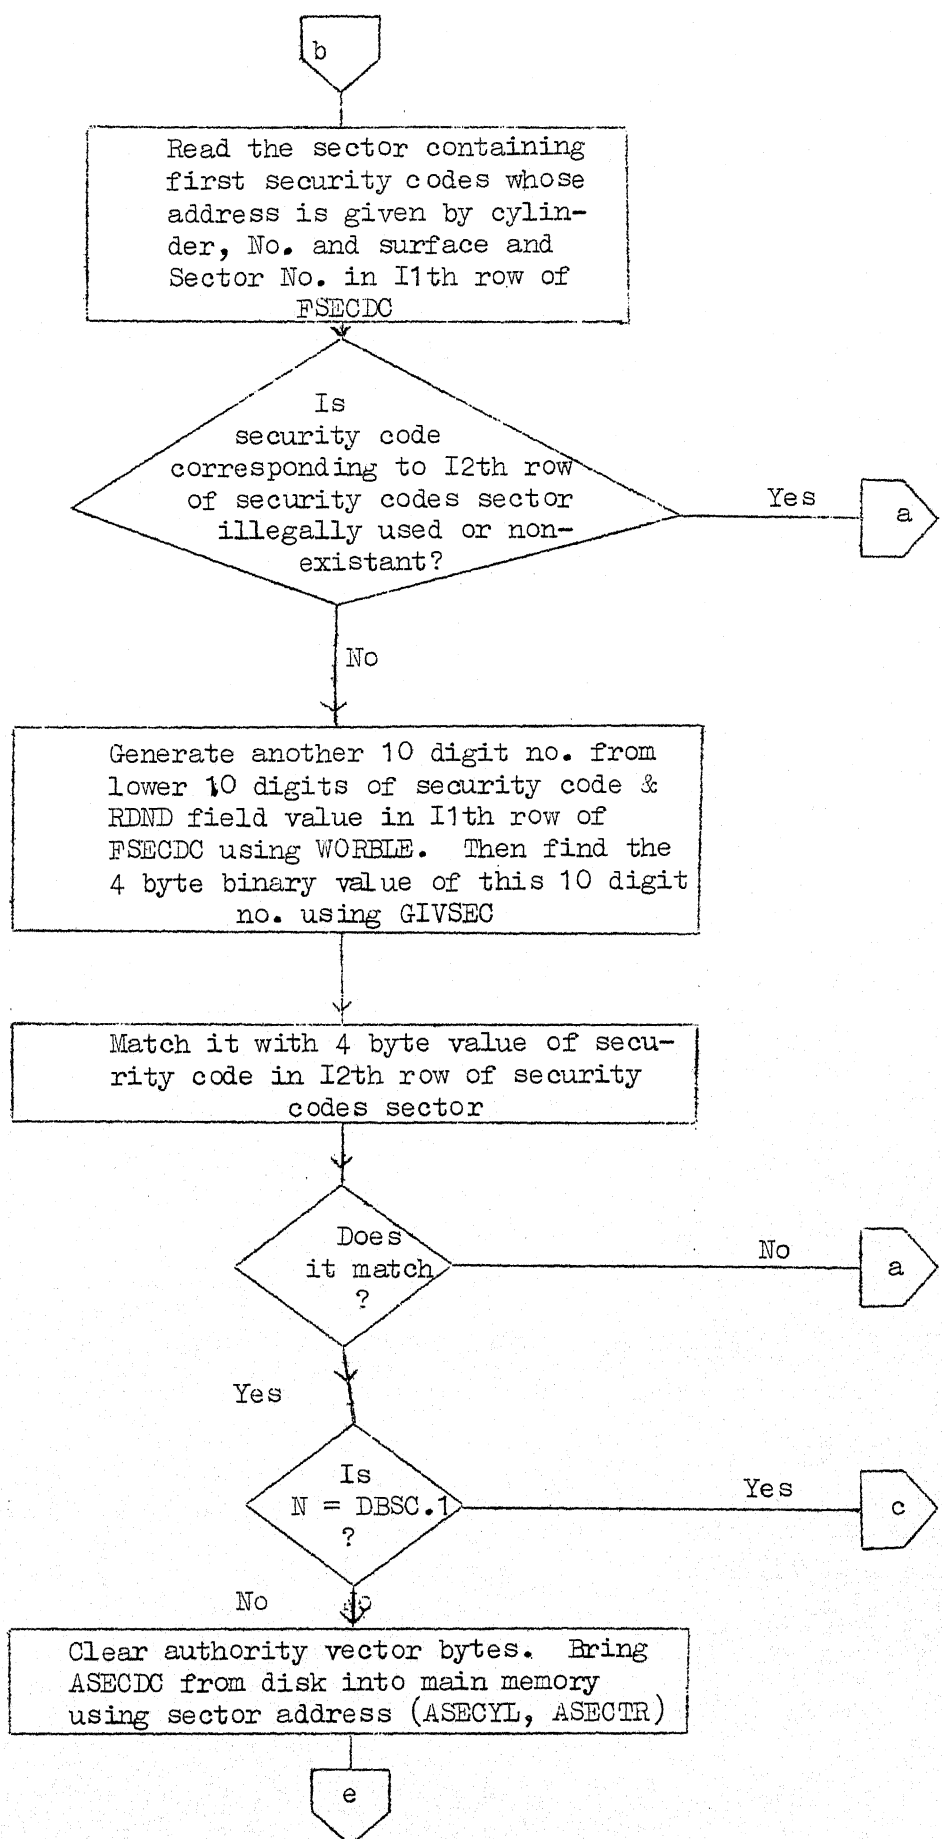 b
Read the sector containing
first security codes whose
address is given by cylin-
der, No. and surface and
Sector No. in I1th row of
FSECDC
Is
security code
corresponding to I2th row
of security codes sector
illegally used or non-
existant?
Yes
a
No
Generate another 10 digit no. from
lower 10 digits of security code &
RDND field value in I1th row of
FSECDC using WORBLE. Then find the
4 byte binary value of this 10 digit
no. using GIVSEC
Match it with 4 byte value of secu-
rity code in I2th row of security
codes sector
Does
it match
?
No
a
Yes
Is
N = DBSC.1
?
Yes
c
No
Clear authority vector bytes. Bring
ASECDC from disk into main memory
using sector address (ASECYL, ASECTR)
e